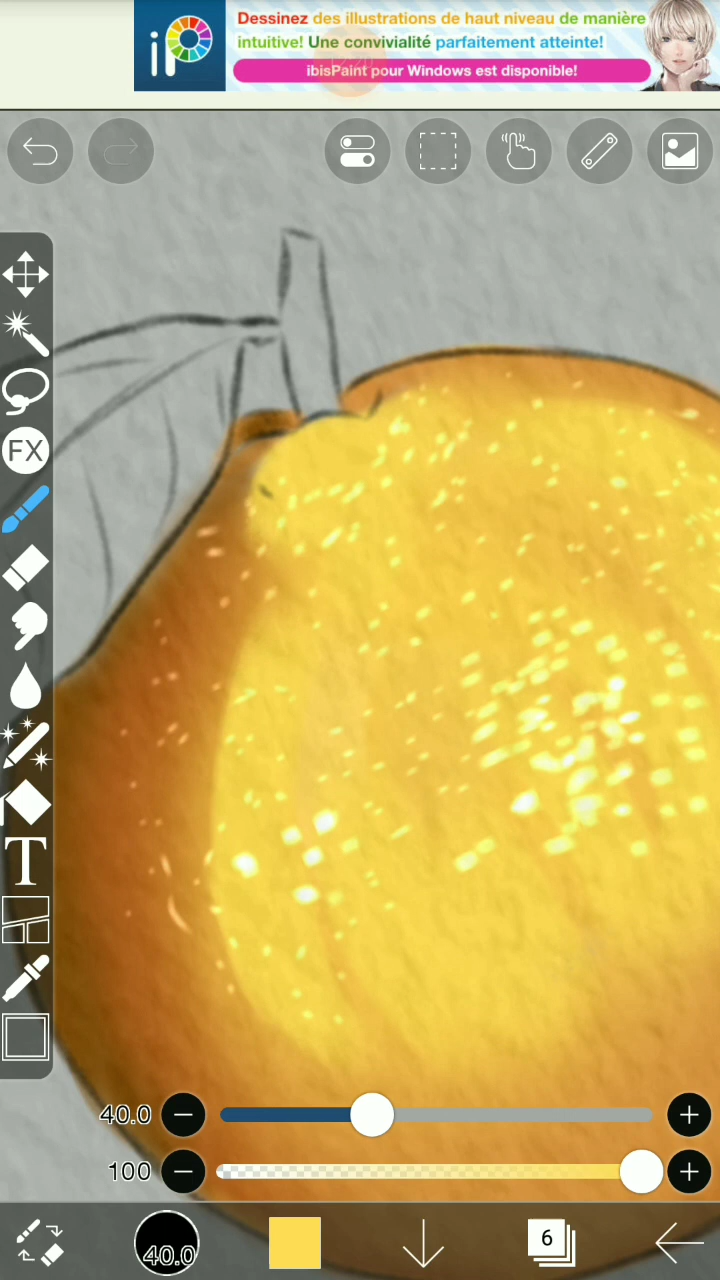 Dessinez des illustrations de haut niveau de manière
intuitive! Une convivialité parfaitement atteinte!
ibisPaint pour Windows est disponible!
iP
FX
T
40.0
100
40.0
6